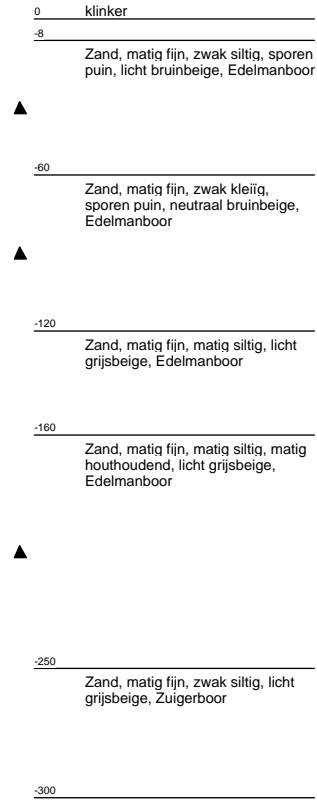 0 klinker
-8
Zand, matig fijn, zwak siltig, sporen
puin, licht bruinbeige, Edelmanboor
-60
Zand, matig fijn, zwak kleiïg,
sporen puin, neutraal bruinbeige,
Edelmanboor
-120
Zand, matig fijn, matig siltig, licht
grijsbeige, Edelmanboor
-160
Zand, matig fijn, matig siltig, matig
houthoudend, licht grijsbeige,
Edelmanboor
-250
Zand, matig fijn, zwak siltig, licht
grijsbeige, Zuigerboor
-300